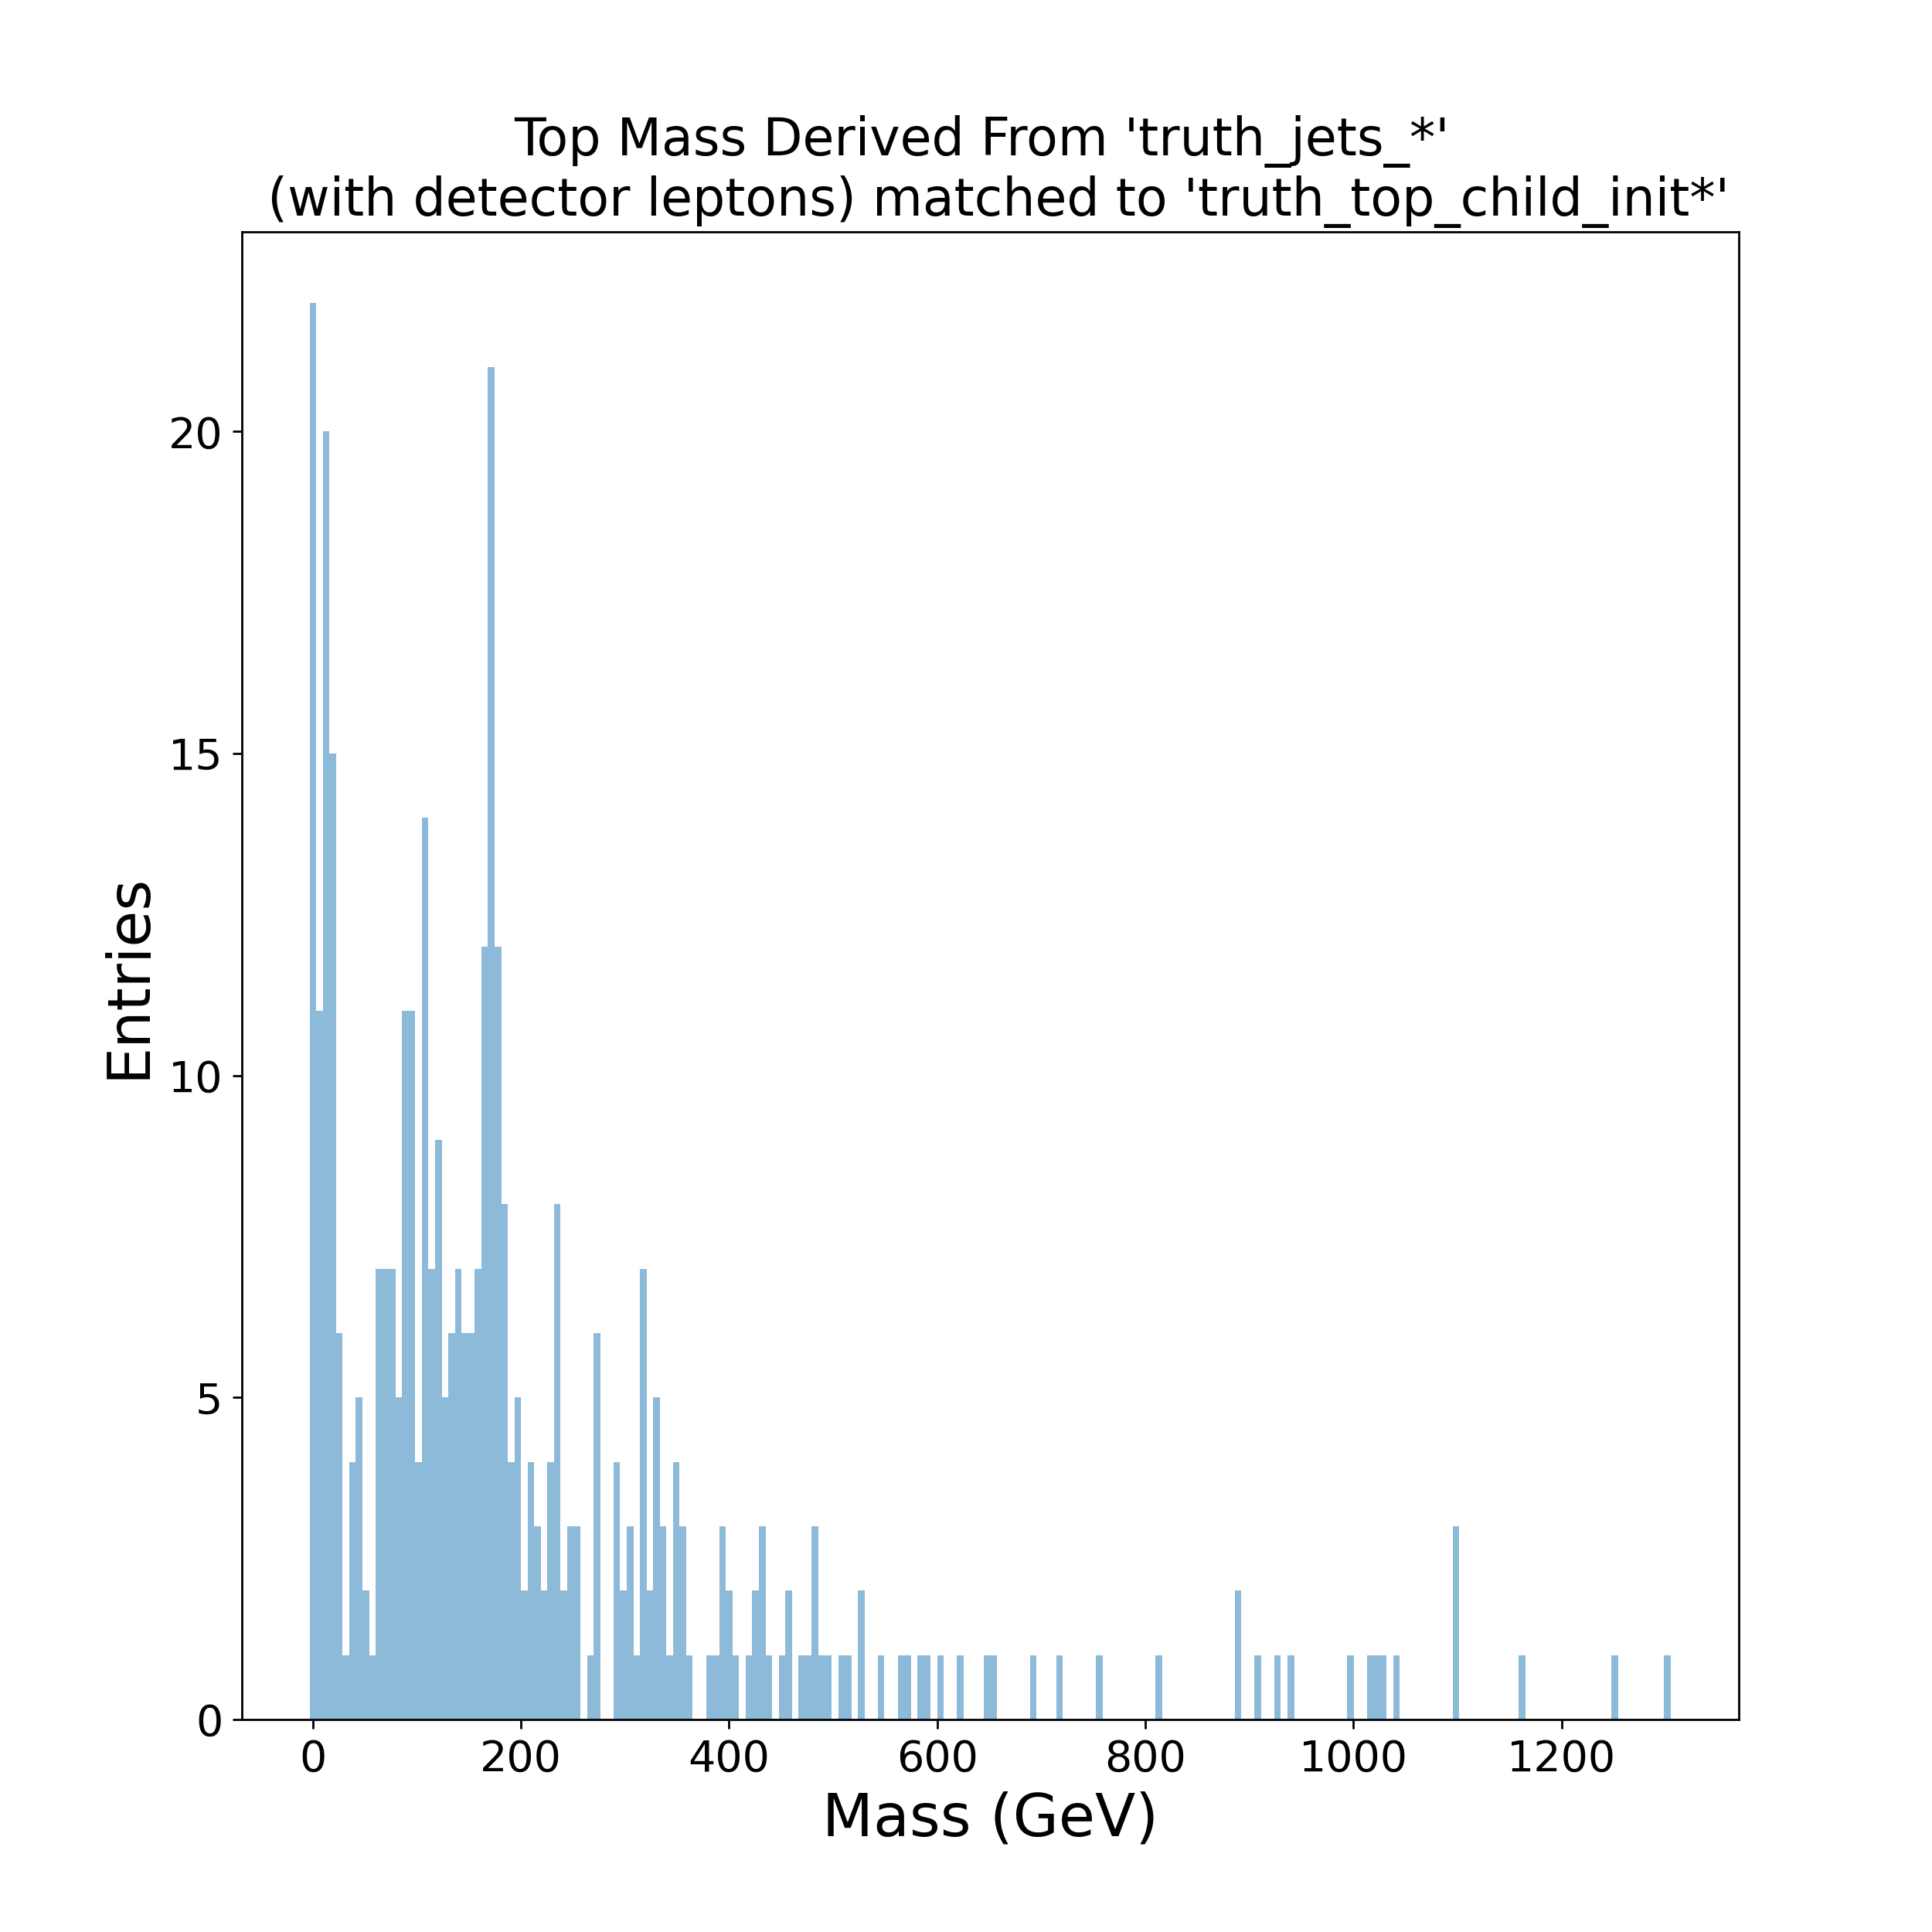 Top Mass Derived From 'truth_jets_*'
(with detector leptons) matched to 'truth_top_child_init*'
Entries
20
15
10
5
0
0 200 400 600 800 1000 1200
Mass (GeV)